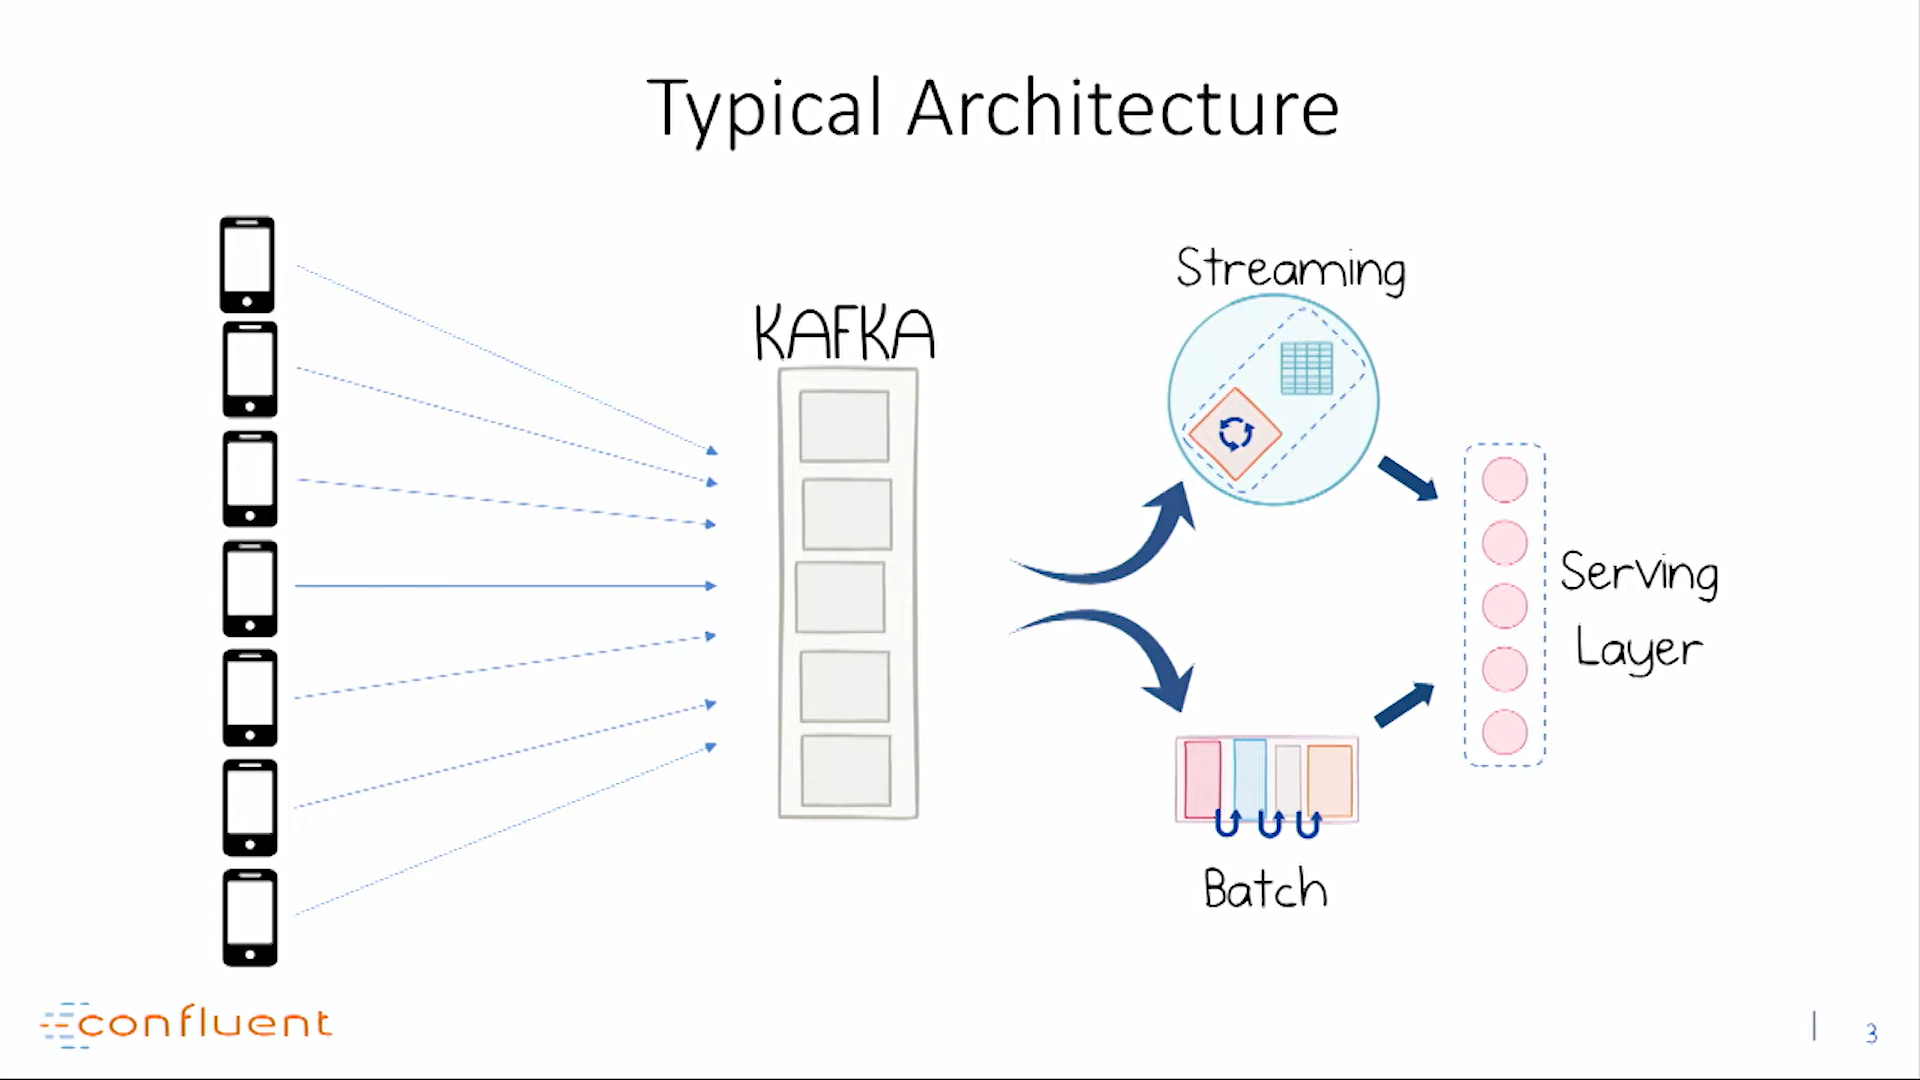 Typical Architecture
Streaming
KAFKA
Serving
Layer
Batch
confluent
3